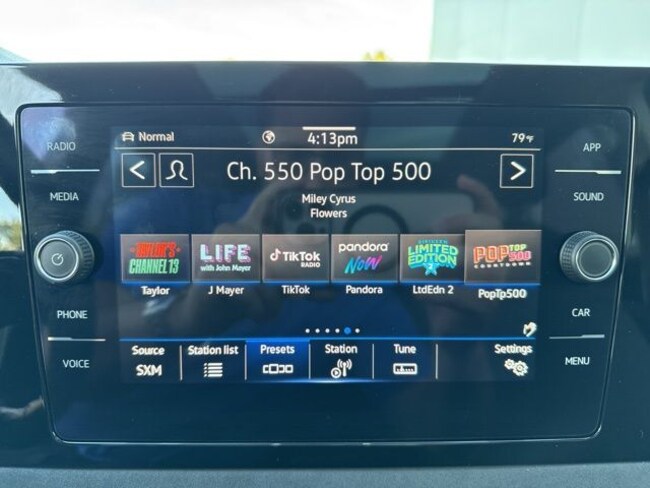 RADIO
MEDIA
PHONE
VOICE
Normal
4:13pm
79°F
Ch. 550 Pop Top 500
Miley Cyrus
Flowers
TAYLOR'S
CHANNEL 13
LIFE
with John Mayer
TikTok
RADIO
pandora
NOW
LIMITED
EDITION
2
POP TOP
500
COUNTDOWN
Taylor
J Mayer
TikTok
Pandora
LtdEdn 2
PopTp500
Source
SXM
Station list
Presets
Station
Tune
Settings
APP
SOUND
CAR
MENU